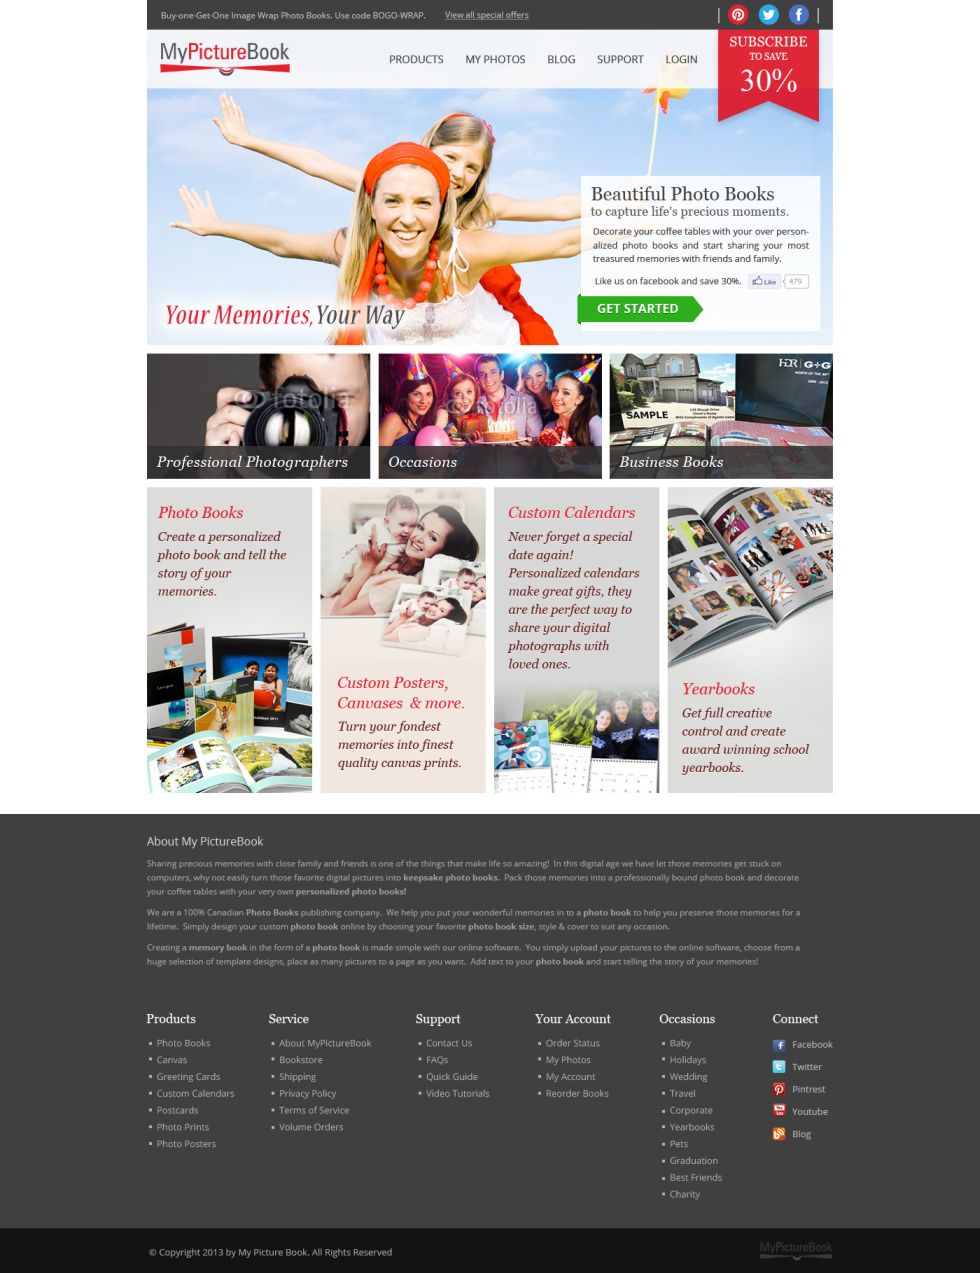 Buy-one-Get-One Image Wrap Photo Books. Use code BOGO-WRAP. View all special offers
MyPictureBook
PRODUCTS MY PHOTOS BLOG SUPPORT LOGIN
SUBSCRIBE
TO SAVE
30%
Beautiful Photo Books
to capture life's precious moments.
Decorate your coffee tables with your over person-
alized photo books and start sharing your most
treasured memories with friends and family.
Like us on facebook and save 30%. Like 479
GET STARTED
Your Memories, Your Way
fotolia
fotolia
HDR G+G
SAMPLE
Professional Photographers
Occasions
Business Books
Photo Books
Create a personalized
photo book and tell the
story of your
memories.
Custom Posters,
Canvases & more.
Turn your fondest
memories into finest
quality canvas prints.
Custom Calendars
Never forget a special
date again!
Personalized calendars
make great gifts, they
are the perfect way to
share your digital
photographs with
loved ones.
Yearbooks
Get full creative
control and create
award winning school
yearbooks.
About My PictureBook
Sharing precious memories with close family and friends is one of the things that make life so amazing! In this digital age we have let those memories get stuck on
computers, why not easily turn those favorite digital pictures into keepsake photo books. Pack those memories into a professionally bound photo book and decorate
your coffee tables with your very own personalized photo books!
We are a 100% Canadian Photo Books publishing company. We help you put your wonderful memories in to a photo book to help you preserve those memories for a
lifetime. Simply design your custom photo book online by choosing your favorite photo book size, style & cover to suit any occasion.
Creating a memory book in the form of a photo book is made simple with our online software. You simply upload your pictures to the online software, choose from a
huge selection of template designs, place as many pictures to a page as you want. Add text to your photo book and start telling the story of your memories!
Products
Photo Books
Canvas
Greeting Cards
Custom Calendars
Postcards
Photo Prints
Photo Posters
Service
About MyPictureBook
Bookstore
Shipping
Privacy Policy
Terms of Service
Volume Orders
Support
Contact Us
FAQs
Quick Guide
Video Tutorials
Your Account
Order Status
My Photos
My Account
Reorder Books
Occasions
Baby
Holidays
Wedding
Travel
Corporate
Yearbooks
Pets
Graduation
Best Friends
Charity
Connect
Facebook
Twitter
Pintrest
Youtube
Blog
© Copyright 2013 by My Picture Book. All Rights Reserved
MyPictureBook